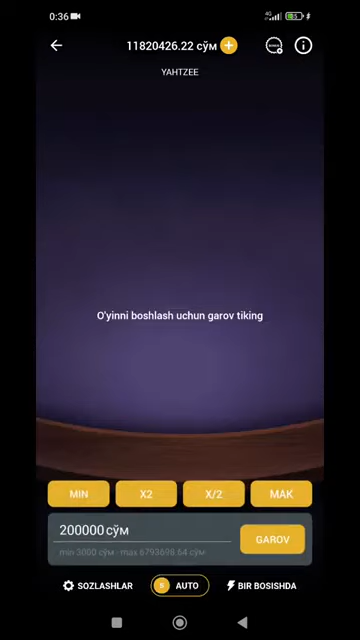 0:36
4G
11820426.22 сўм
YAHTZEE
O'yinni boshlash uchun garov tiking
MIN X2 X/2 MAK
200000 сўм
GAROV
min 3000 сўм - max 6793698.64 сўм
SOZLASHLAR AUTO BIR BOSISHDA